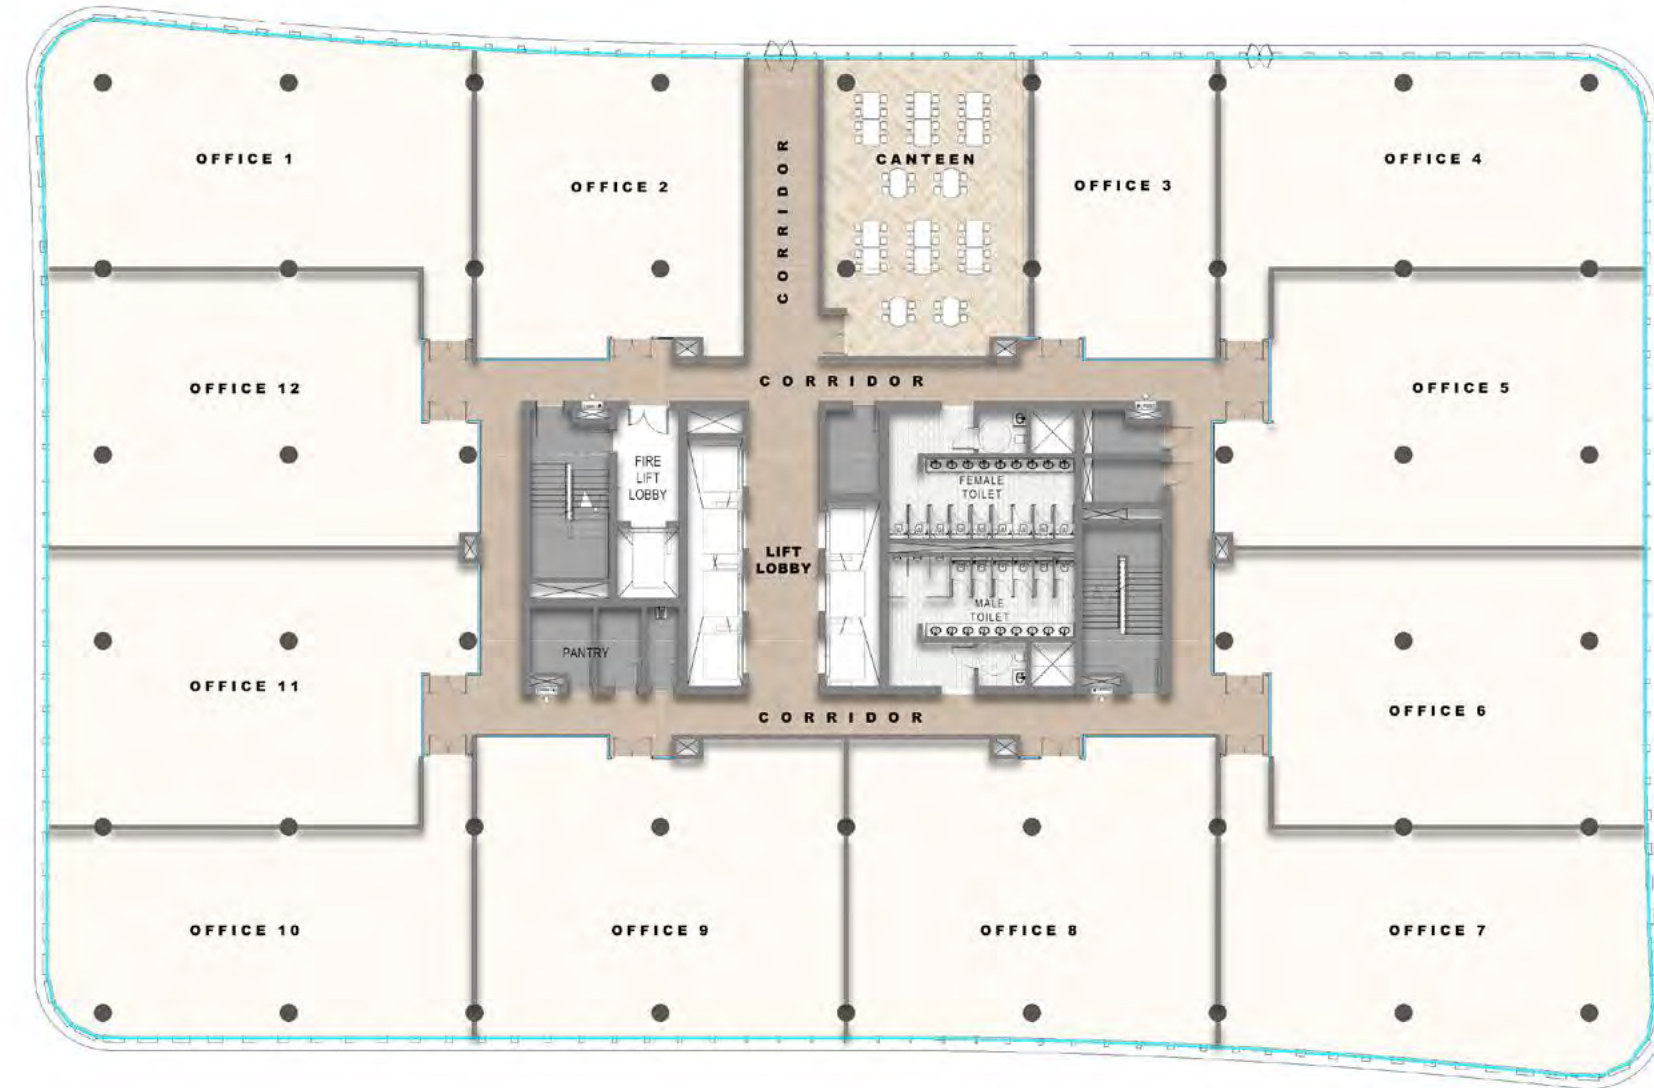 OFFICE 1
OFFICE 2
CORRIDOR
CANTEEN
OFFICE 3
OFFICE 4
OFFICE 12
CORRIDOR
OFFICE 5
FIRE
LIFT
LOBBY
FEMALE
TOILET
LIFT
LOBBY
MALE
TOILET
PANTRY
OFFICE 11
CORRIDOR
OFFICE 6
OFFICE 10
OFFICE 9
OFFICE 8
OFFICE 7